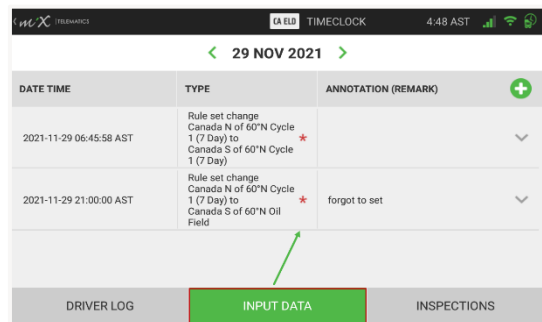 miX TELEMATICS CA ELD TIMECLOCK 4:48 AST
29 NOV 2021
DATE TIME TYPE ANNOTATION (REMARK)
Rule set change
Canada N of 60°N Cycle
2021-11-29 06:45:58 AST 1 (7 Day) to *
Canada S of 60°N Cycle
1 (7 Day)
Rule set change
Canada N of 60°N Cycle
2021-11-29 21:00:00 AST 1 (7 Day) to * forgot to set
Canada S of 60°N Oil
Field
DRIVER LOG INPUT DATA INSPECTIONS